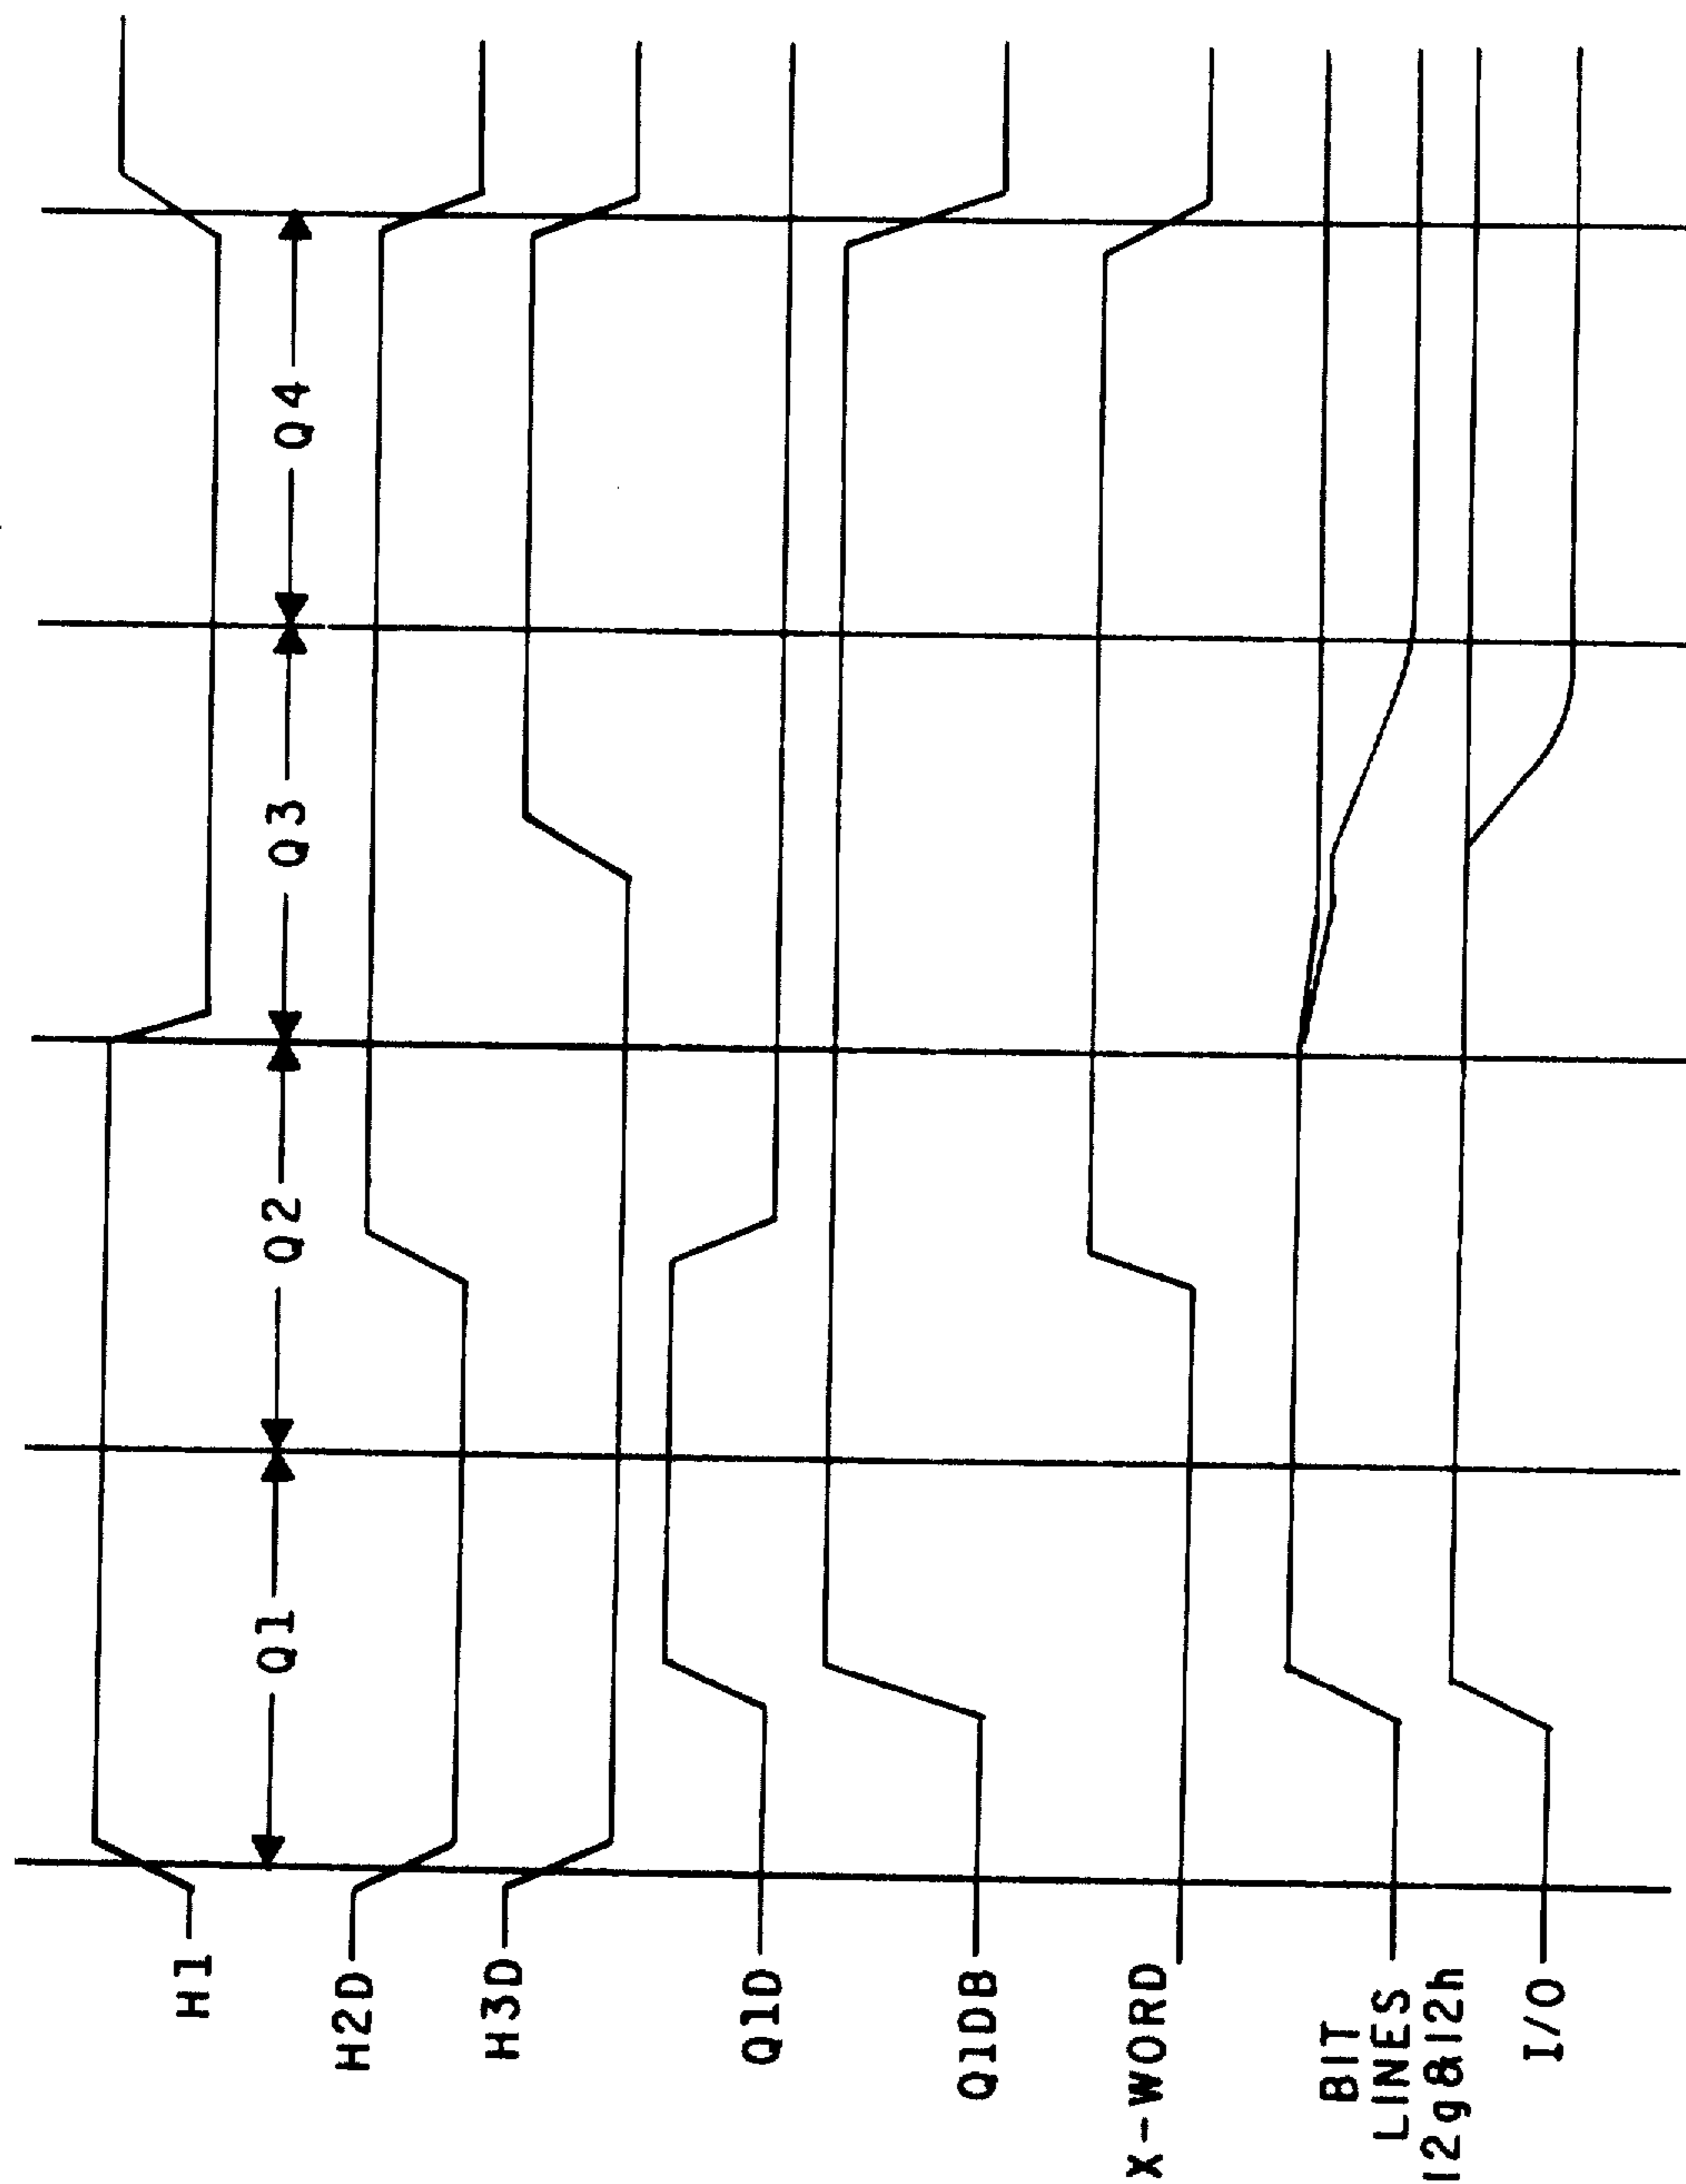 H1
Q1
Q2
Q3
Q4
H2D
H3D
Q1D
Q1DB
X-WORD
BIT
LINES
12g&12h
I/O